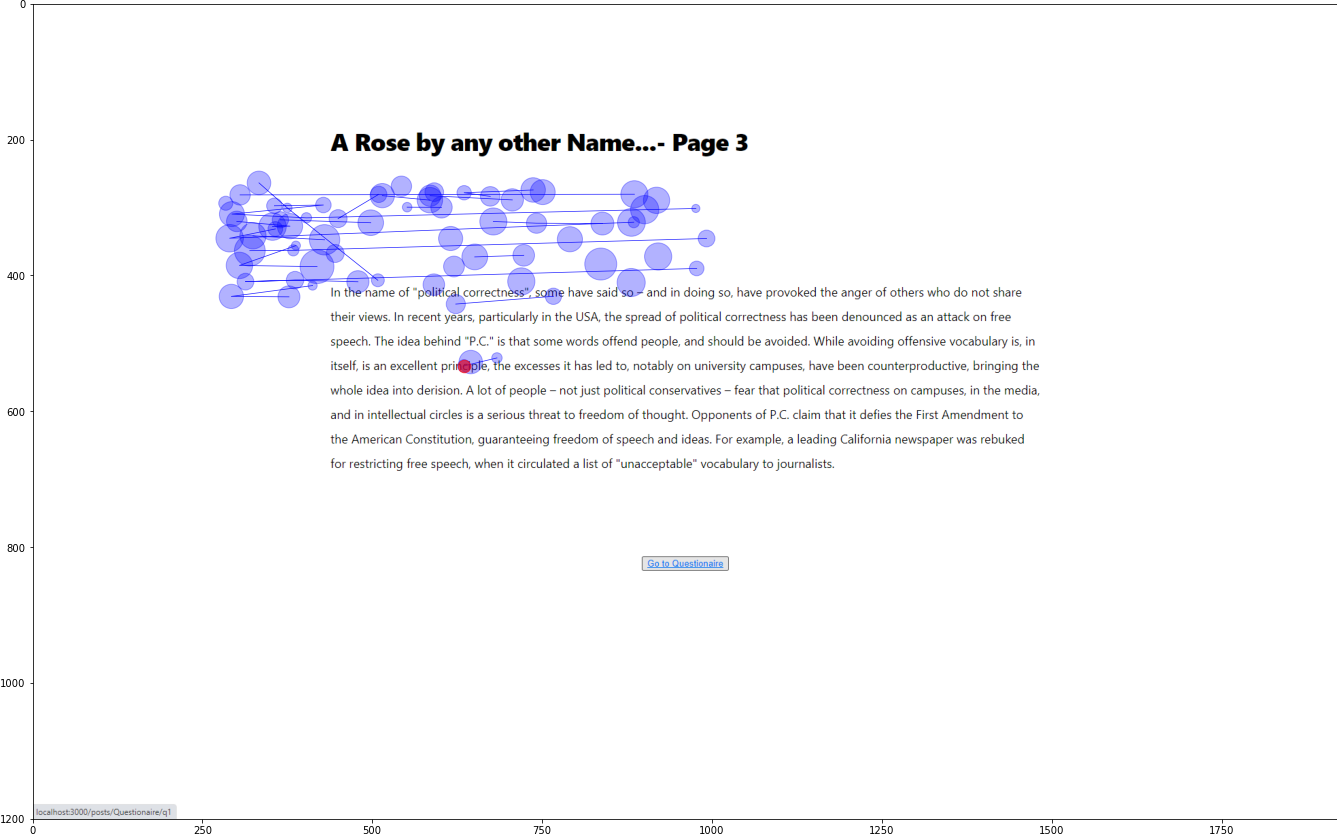 0
200
A Rose by any other Name...- Page 3
400
In the name of "political correctness", some have said so – and in doing so, have provoked the anger of others who do not share
their views. In recent years, particularly in the USA, the spread of political correctness has been denounced as an attack on free
speech. The idea behind "P.C." is that some words offend people, and should be avoided. While avoiding offensive vocabulary is, in
itself, is an excellent principle, the excesses it has led to, notably on university campuses, have been counterproductive, bringing the
whole idea into derision. A lot of people – not just political conservatives – fear that political correctness on campuses, in the media,
600
and in intellectual circles is a serious threat to freedom of thought. Opponents of P.C. claim that it defies the First Amendment to
the American Constitution, guaranteeing freedom of speech and ideas. For example, a leading California newspaper was rebuked
for restricting free speech, when it circulated a list of "unacceptable" vocabulary to journalists.
800
Go to Questionaire
1000
localhost:3000/posts/Questionaire/q1
1200
0 250 500 750 1000 1250 1500 1750